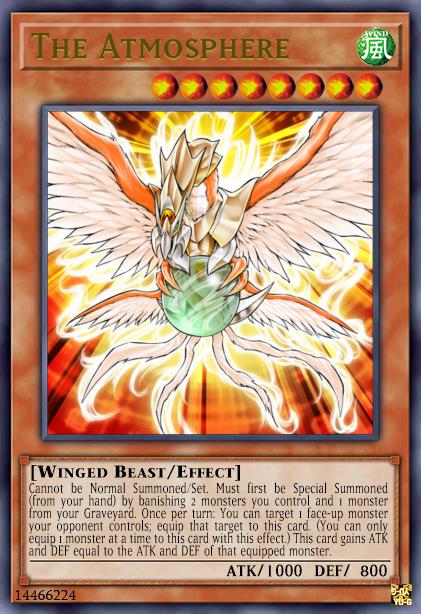 The Atmosphere
WIND
風
[Winged Beast/Effect]
Cannot be Normal Summoned/Set. Must first be Special Summoned
(from your hand) by banishing 2 monsters you control and 1 monster
from your Graveyard. Once per turn: You can target 1 face-up monster
your opponent controls; equip that target to this card. (You can only
equip 1 monster at a time to this card with this effect.) This card gains ATK
and DEF equal to the ATK and DEF of that equipped monster.
ATK/1000 DEF/ 800
14466224